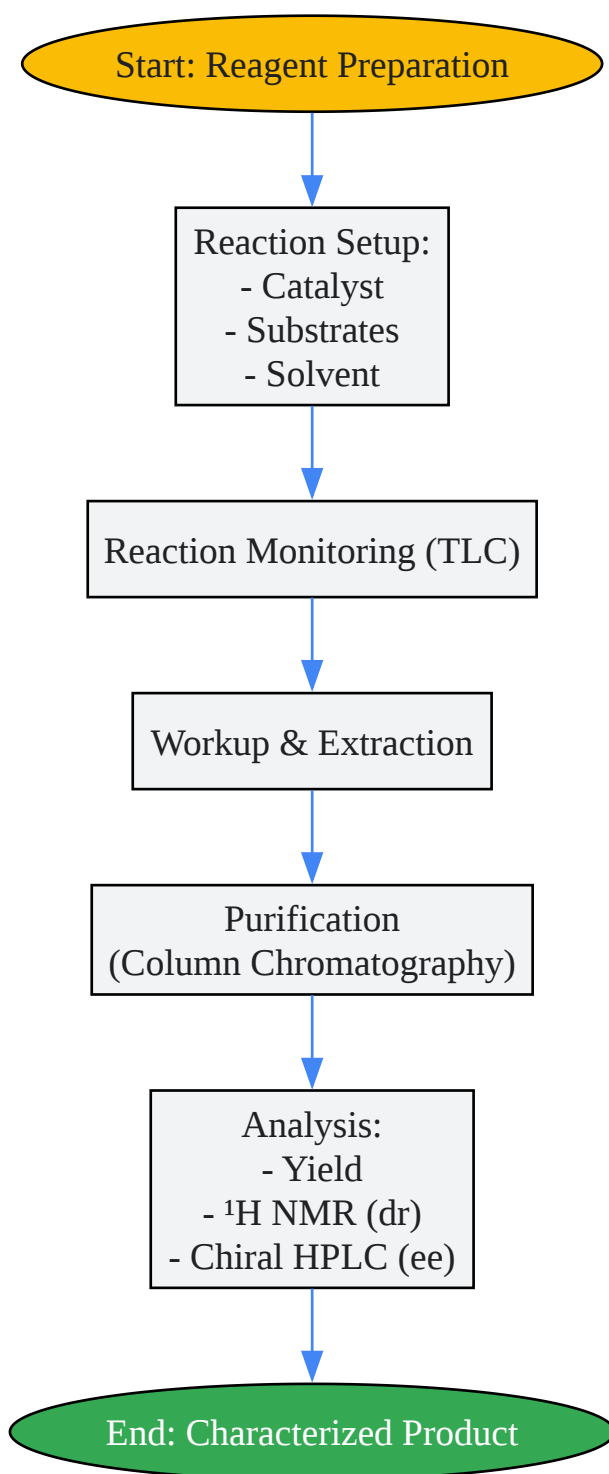 Start: Reagent Preparation
Reaction Setup:
- Catalyst
- Substrates
- Solvent
Reaction Monitoring (TLC)
Workup & Extraction
Purification
(Column Chromatography)
Analysis:
- Yield
- ¹H NMR (dr)
- Chiral HPLC (ee)
End: Characterized Product